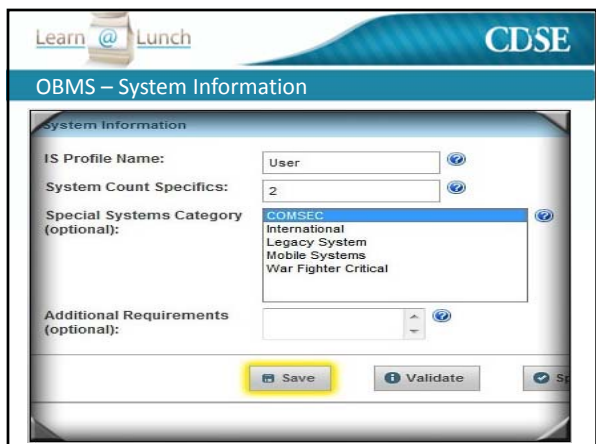 Learn @ Lunch
CDSE
OBMS – System Information
System Information
IS Profile Name:
User
System Count Specifics:
2
Special Systems Category
(optional):
COMSEC
International
Legacy System
Mobile Systems
War Fighter Critical
Additional Requirements
(optional):
Save
Validate